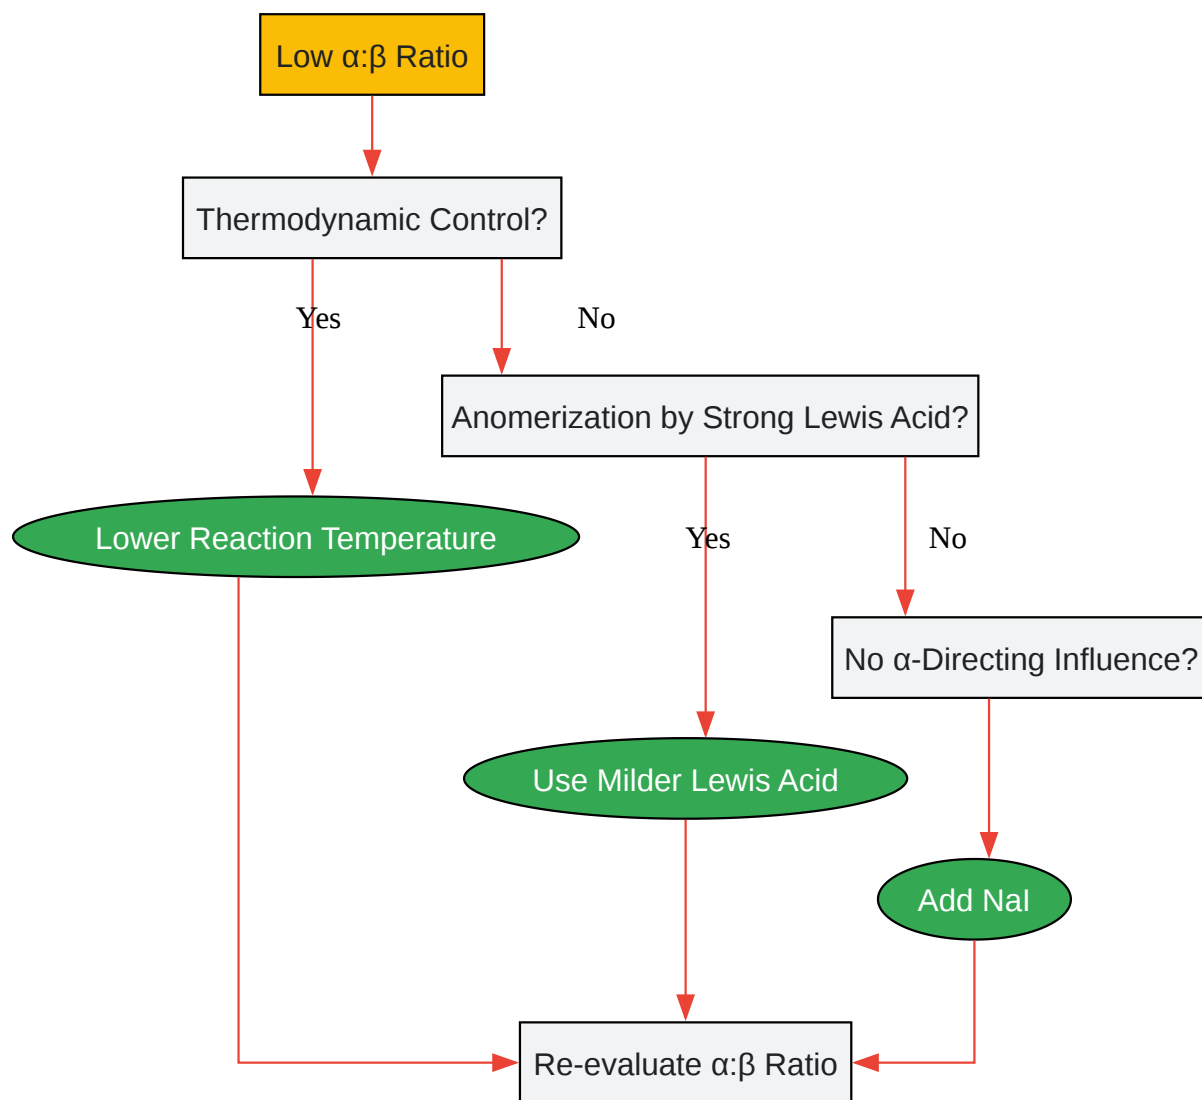 Low α:β Ratio
Thermodynamic Control?
Yes
No
Anomerization by Strong Lewis Acid?
Lower Reaction Temperature
Yes
No
No α-Directing Influence?
Use Milder Lewis Acid
Add NaI
Re-evaluate α:β Ratio